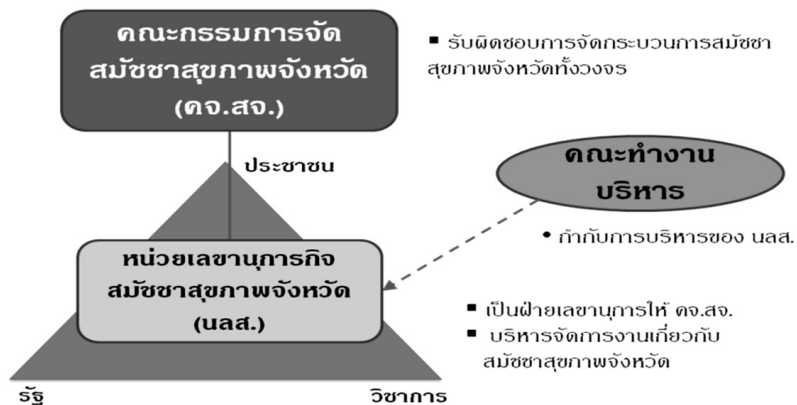 คณะกรรมการจัด
สมัชชาสุขภาพจังหวัด
(คจ.สจ.)
▪ รับผิดชอบการจัดกระบวนการสมัชชา
สุขภาพจังหวัดทั้งวงจร
ประชาชน
คณะทำงาน
บริหาร
• กำกับการบริหารของ นลส.
หน่วยเลขานุการกิจ
สมัชชาสุขภาพจังหวัด
(นลส.)
▪ เป็นฝ่ายเลขานุการให้ คจ.สจ.
▪ บริหารจัดการงานเกี่ยวกับ
สมัชชาสุขภาพจังหวัด
รัฐ
วิชาการ